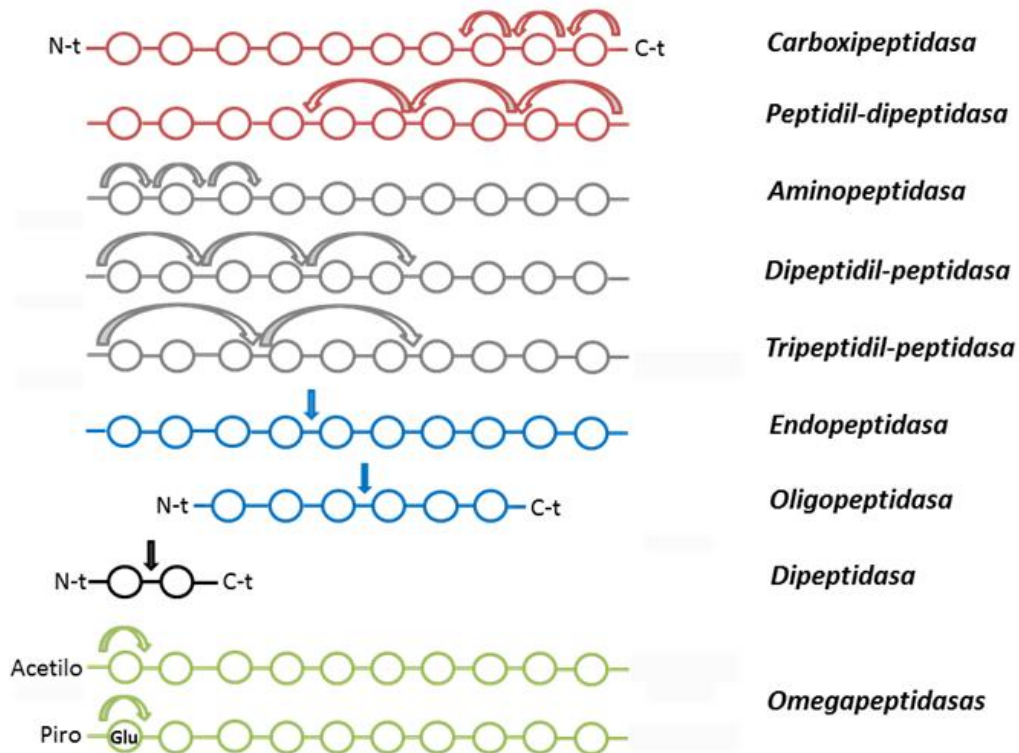 N-t C-t Carboxipeptidasa
Peptidil-dipeptidasa
Aminopeptidasa
Dipeptidil-peptidasa
Tripeptidil-peptidasa
Endopeptidasa
N-t C-t Oligopeptidasa
N-t C-t Dipeptidasa
Acetilo
Omegapeptidasas
Piro Glu